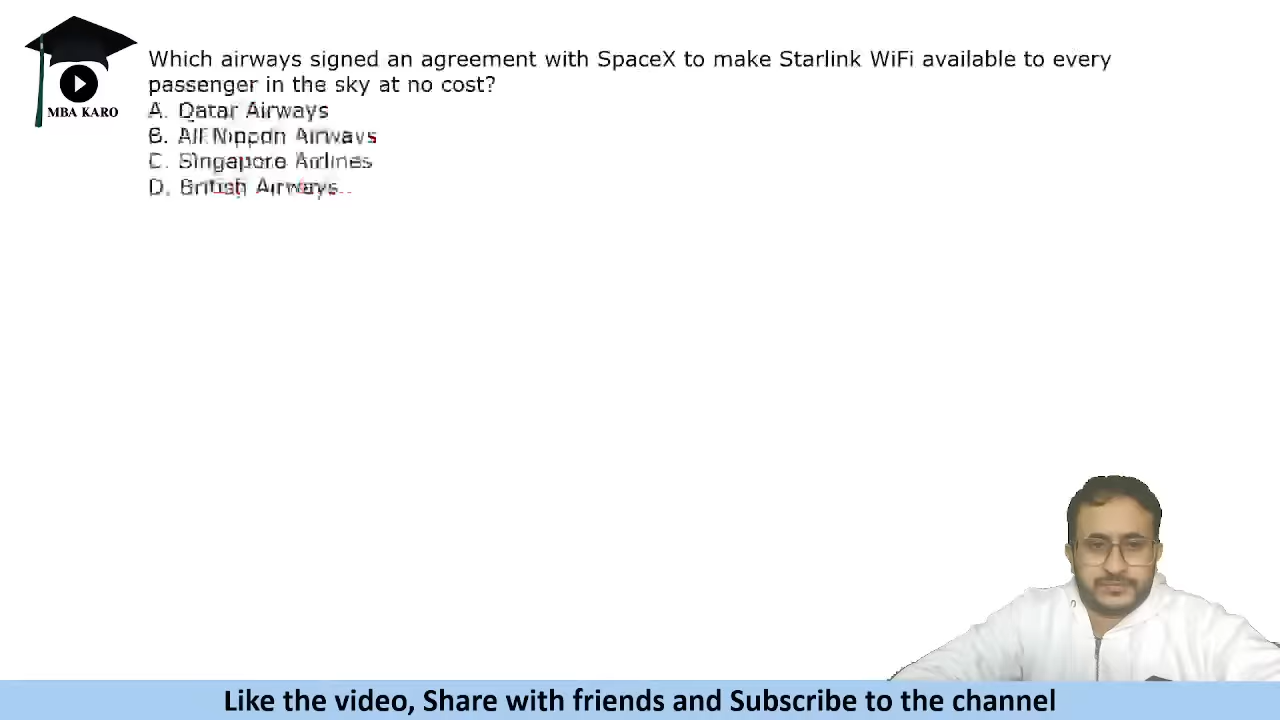 MBA KARO
Which airways signed an agreement with SpaceX to make Starlink WiFi available to every
passenger in the sky at no cost?
A. Qatar Airways
B. All Nippon Airways
C. Singapore Airlines
D. British Airways
Like the video, Share with friends and Subscribe to the channel